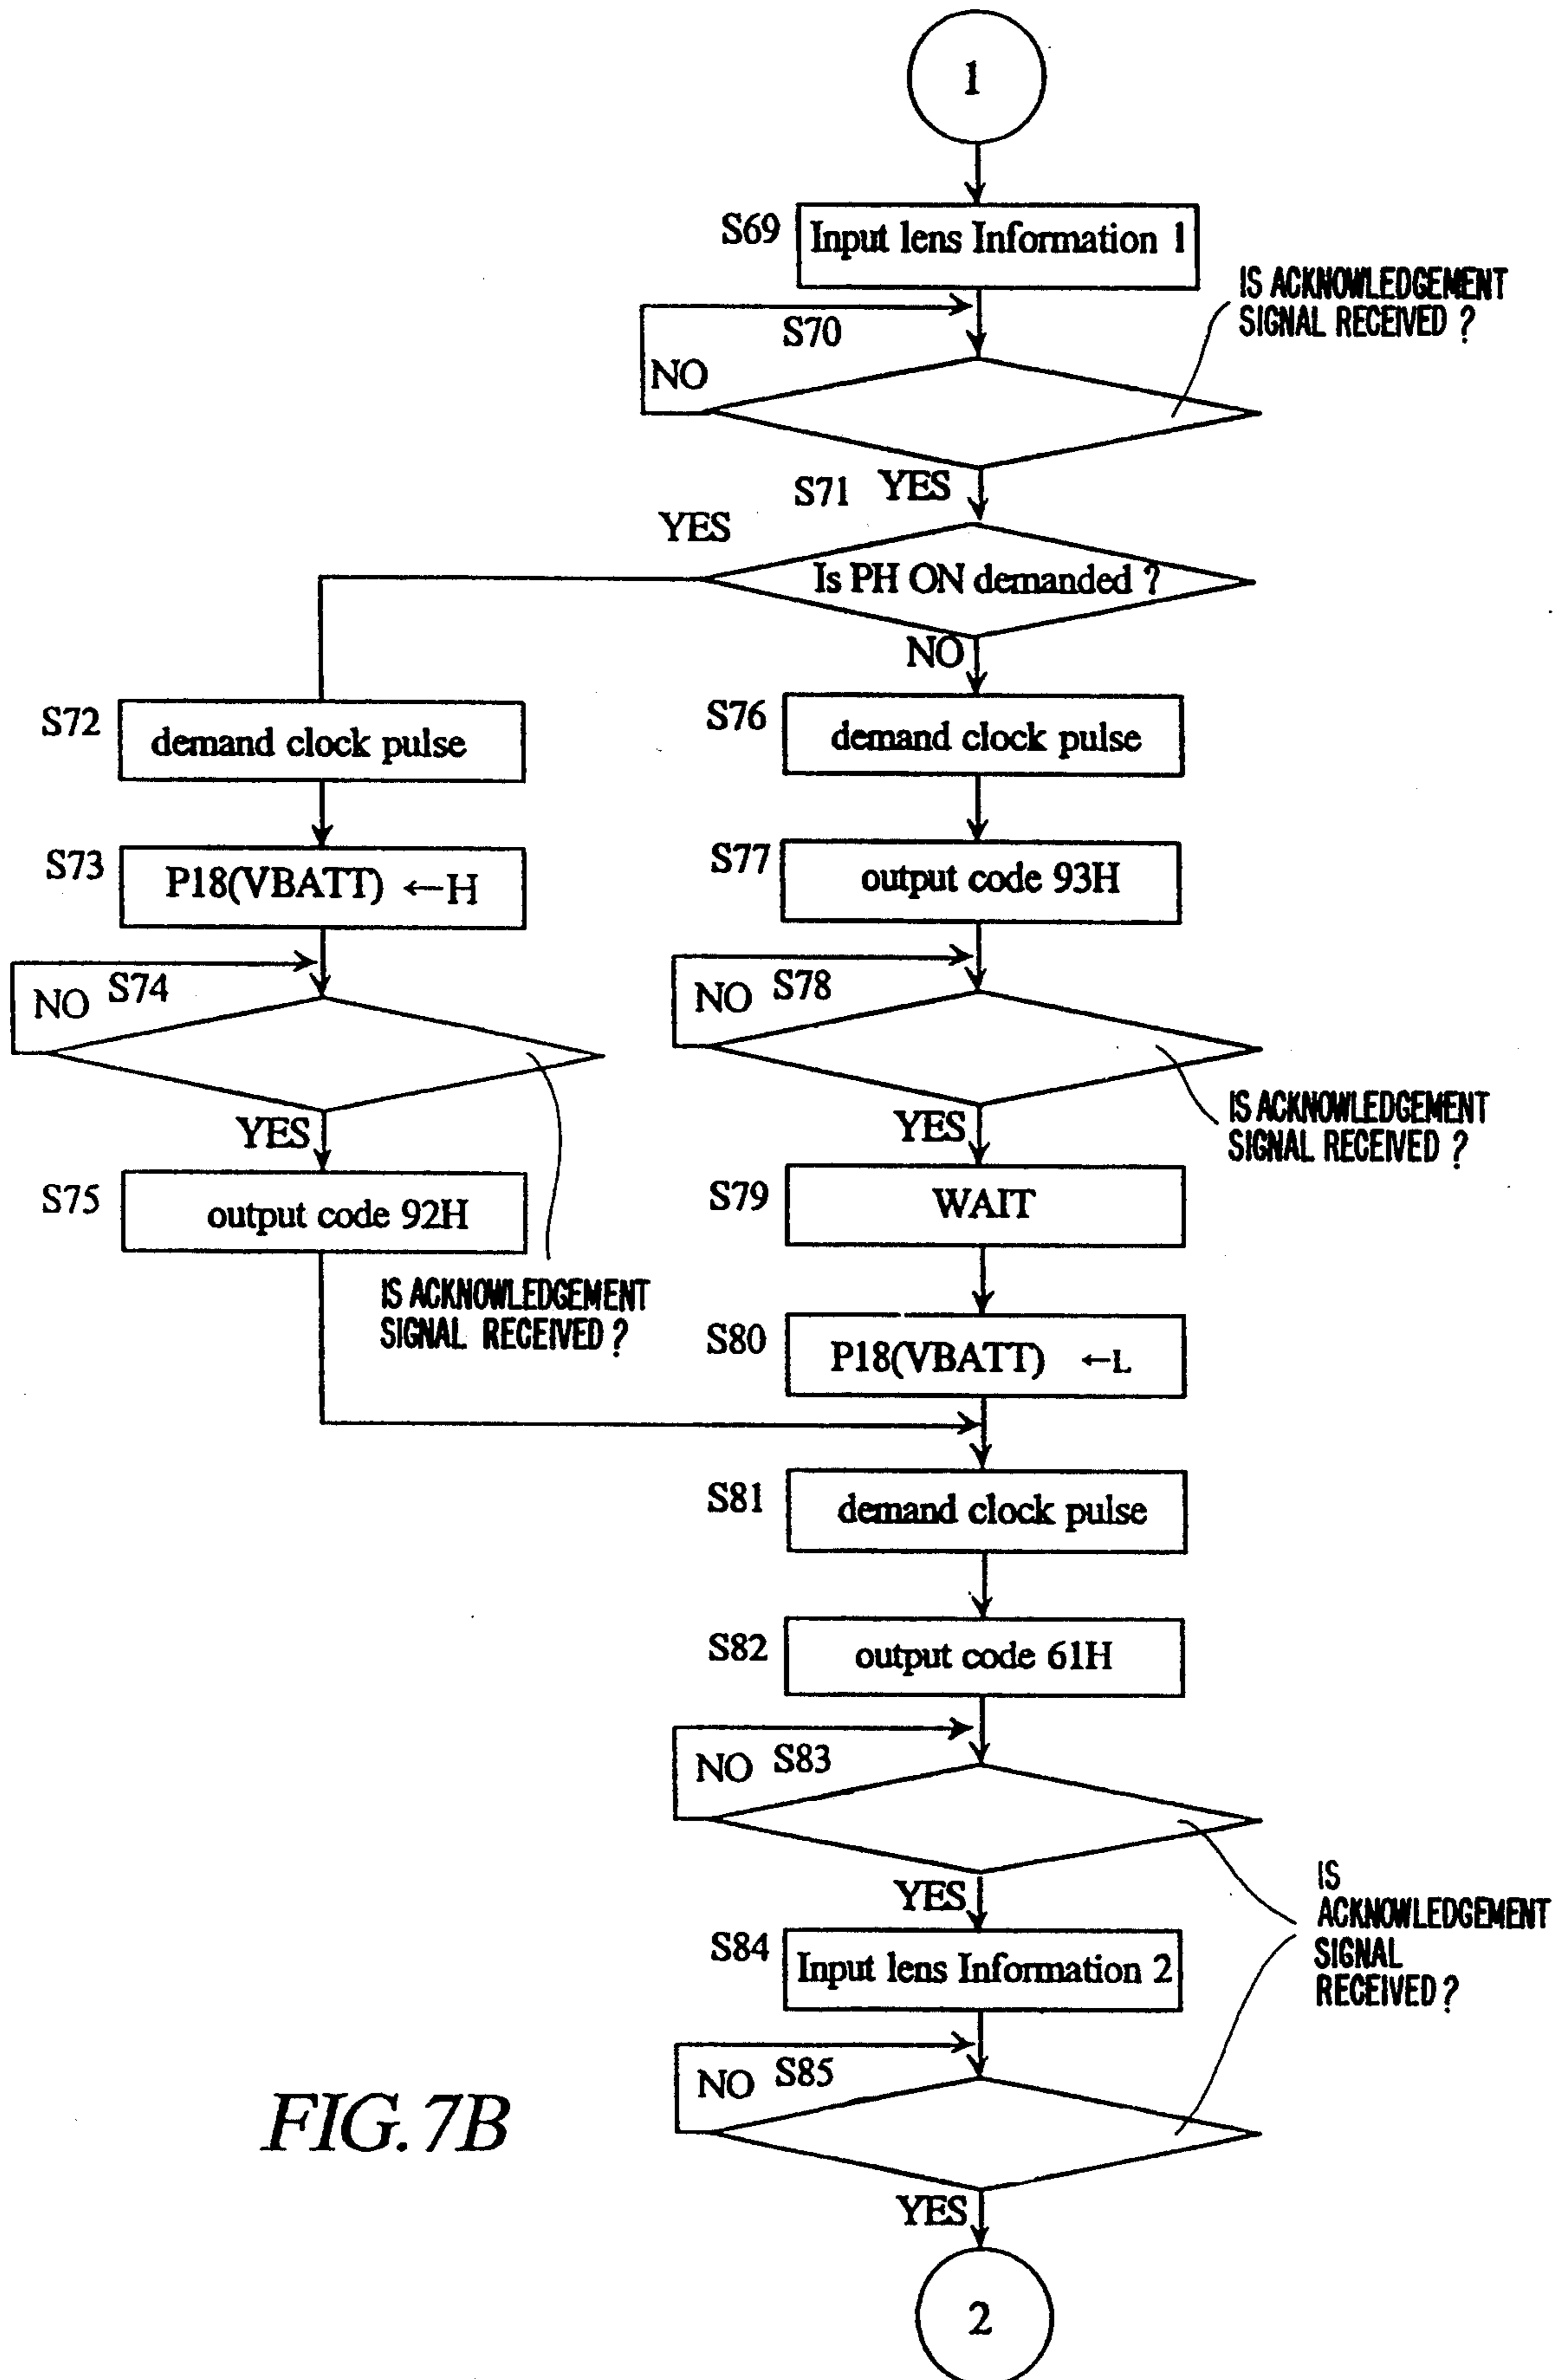 1
S69
Input lens Information 1
IS ACKNOWLEDGEMENT
SIGNAL RECEIVED ?
S70
NO
S71
YES
YES
Is PH ON demanded ?
NO
S72
demand clock pulse
S76
demand clock pulse
S73
P18(VBATT) ←H
S77
output code 93H
NO
S74
NO
S78
YES
IS ACKNOWLEDGEMENT
SIGNAL RECEIVED ?
YES
S75
output code 92H
S79
WAIT
IS ACKNOWLEDGEMENT
SIGNAL RECEIVED ?
S80
P18(VBATT) ←L
S81
demand clock pulse
S82
output code 61H
NO
S83
YES
IS
ACKNOWLEDGEMENT
SIGNAL
RECEIVED ?
S84
Input lens Information 2
NO
S85
FIG. 7B
YES
2